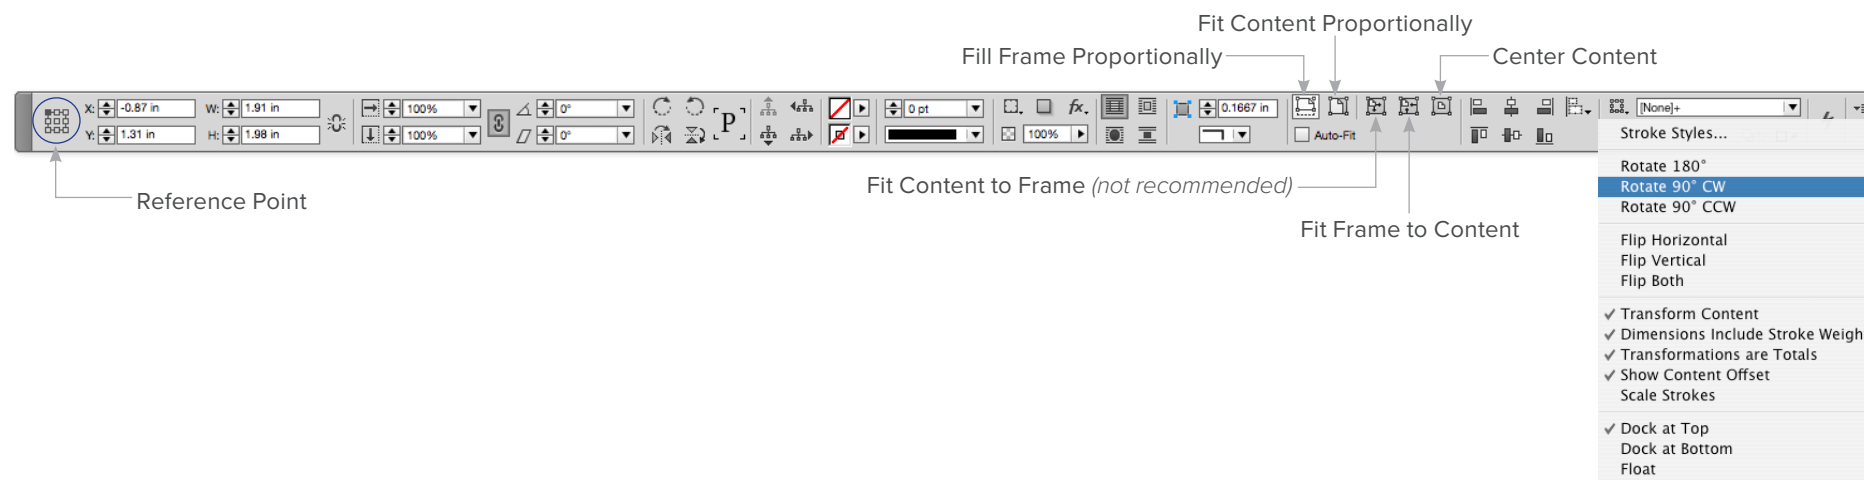 Fit Content Proportionally
Fill Frame Proportionally
Center Content
X: -0.87 in W: 1.91 in 100% 0° 0 pt fx. 0.1667 in [None]+
Y: 1.31 in H: 1.98 in 100% 0° P 100% Auto-Fit
Stroke Styles...
Rotate 180°
Rotate 90° CW
Rotate 90° CCW
Flip Horizontal
Flip Vertical
Flip Both
✓ Transform Content
✓ Dimensions Include Stroke Weigh
✓ Transformations are Totals
✓ Show Content Offset
Scale Strokes
✓ Dock at Top
Dock at Bottom
Float
Fit Content to Frame (not recommended)
Reference Point
Fit Frame to Content